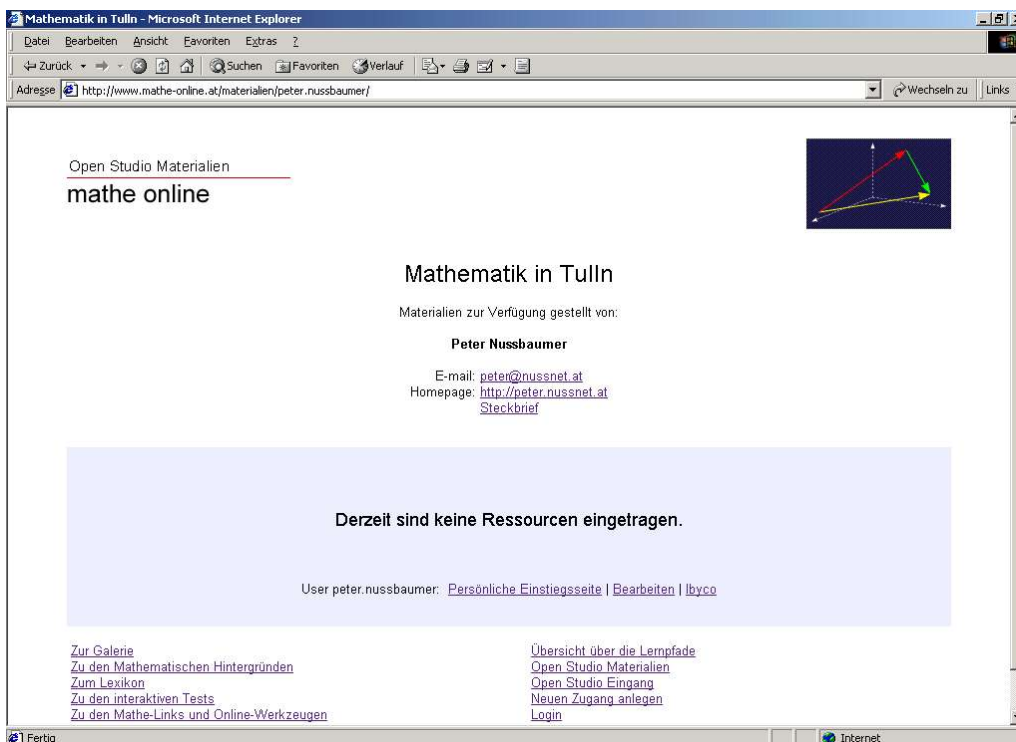 Mathematik in Tulln - Microsoft Internet Explorer
Datei Bearbeiten Ansicht Favoriten Extras ?
Zurück Suchen Favoriten Verlauf
Adresse http://www.mathe-online.at/materialien/peter.nussbaumer/ Wechseln zu Links
Open Studio Materialien
mathe online
Mathematik in Tulln
Materialien zur Verfügung gestellt von:
Peter Nussbaumer
E-mail: peter@nussnet.at
Homepage: http://peter.nussnet.at
Steckbrief
Derzeit sind keine Ressourcen eingetragen.
User peter.nussbaumer: Persönliche Einstiegsseite | Bearbeiten | Ibyco
Zur Galerie
Zu den Mathematischen Hintergründen
Zum Lexikon
Zu den interaktiven Tests
Zu den Mathe-Links und Online-Werkzeugen
Übersicht über die Lernpfade
Open Studio Materialien
Open Studio Eingang
Neuen Zugang anlegen
Login
Fertig Internet